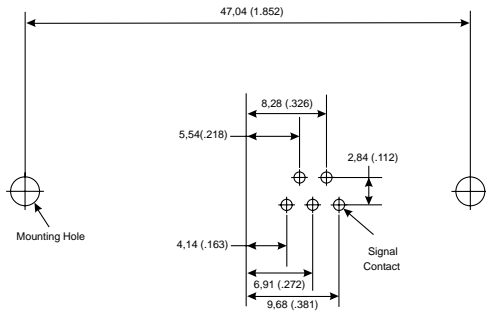 47,04 (1.852)
8,28 (.326)
5,54(.218)
2,84 (.112)
Mounting Hole
4,14 (.163)
Signal
Contact
6,91 (.272)
9,68 (.381)